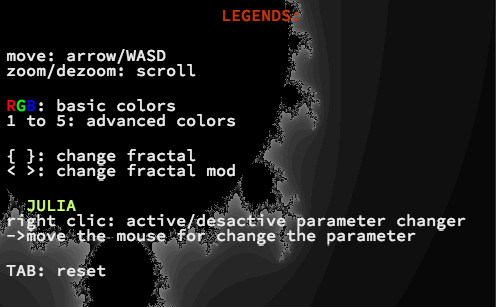 LEGENDS:
move: arrow/WASD
zoom/dezoom: scroll
RGB: basic colors
1 to 5: advanced colors
{ }: change fractal
< >: change fractal mod
JULIA
right clic: active/desactive parameter changer
->move the mouse for change the parameter
TAB: reset